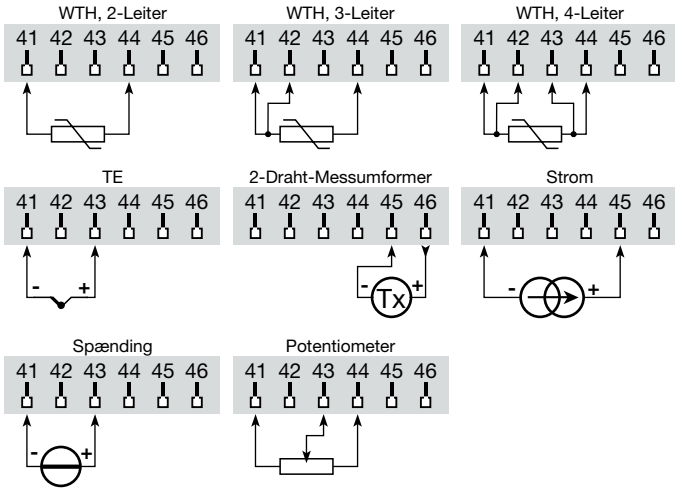 WTH, 2-Leiter WTH, 3-Leiter WTH, 4-Leiter
41 42 43 44 45 46 41 42 43 44 45 46 41 42 43 44 45 46
TE 2-Draht-Messumformer Strom
41 42 43 44 45 46 41 42 43 44 45 46 41 42 43 44 45 46
- + - Tx + - +
Spænding Potentiometer
41 42 43 44 45 46 41 42 43 44 45 46
- +